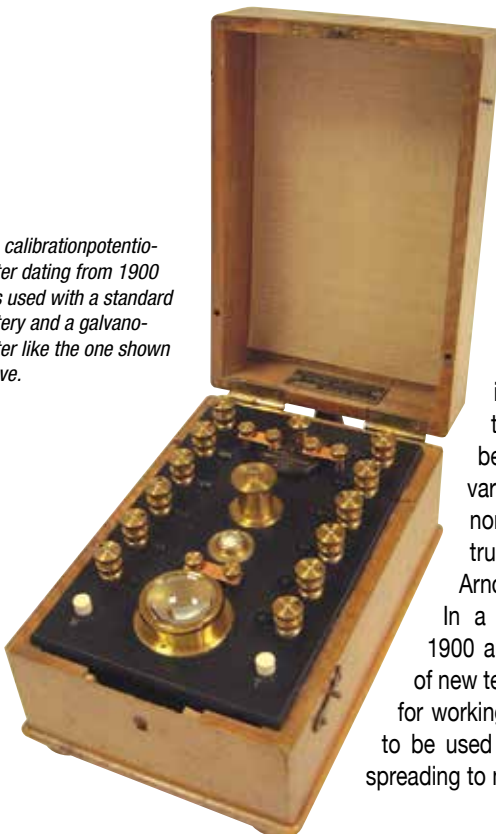 calibrationpotentio-
ter dating from 1900
s used with a standard
tery and a galvano-
ter like the one shown
ve.
i
t
be
var
nor
tru
Arno
In a
1900 a
of new te
for working
to be used
spreading to